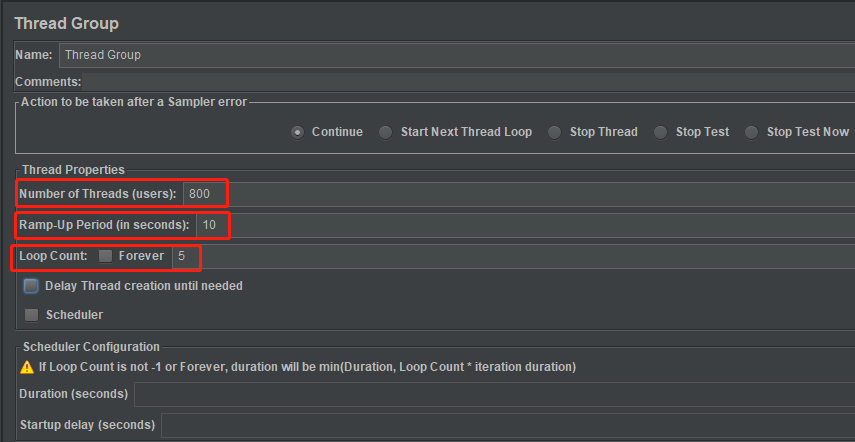 Thread Group
Name: Thread Group
Comments:
Action to be taken after a Sampler error
Continue Start Next Thread Loop Stop Thread Stop Test Stop Test Now
Thread Properties
Number of Threads (users): 800
Ramp-Up Period (in seconds): 10
Loop Count: Forever 5
Delay Thread creation until needed
Scheduler
Scheduler Configuration
If Loop Count is not -1 or Forever, duration will be min(Duration, Loop Count * iteration duration)
Duration (seconds)
Startup delay (seconds)